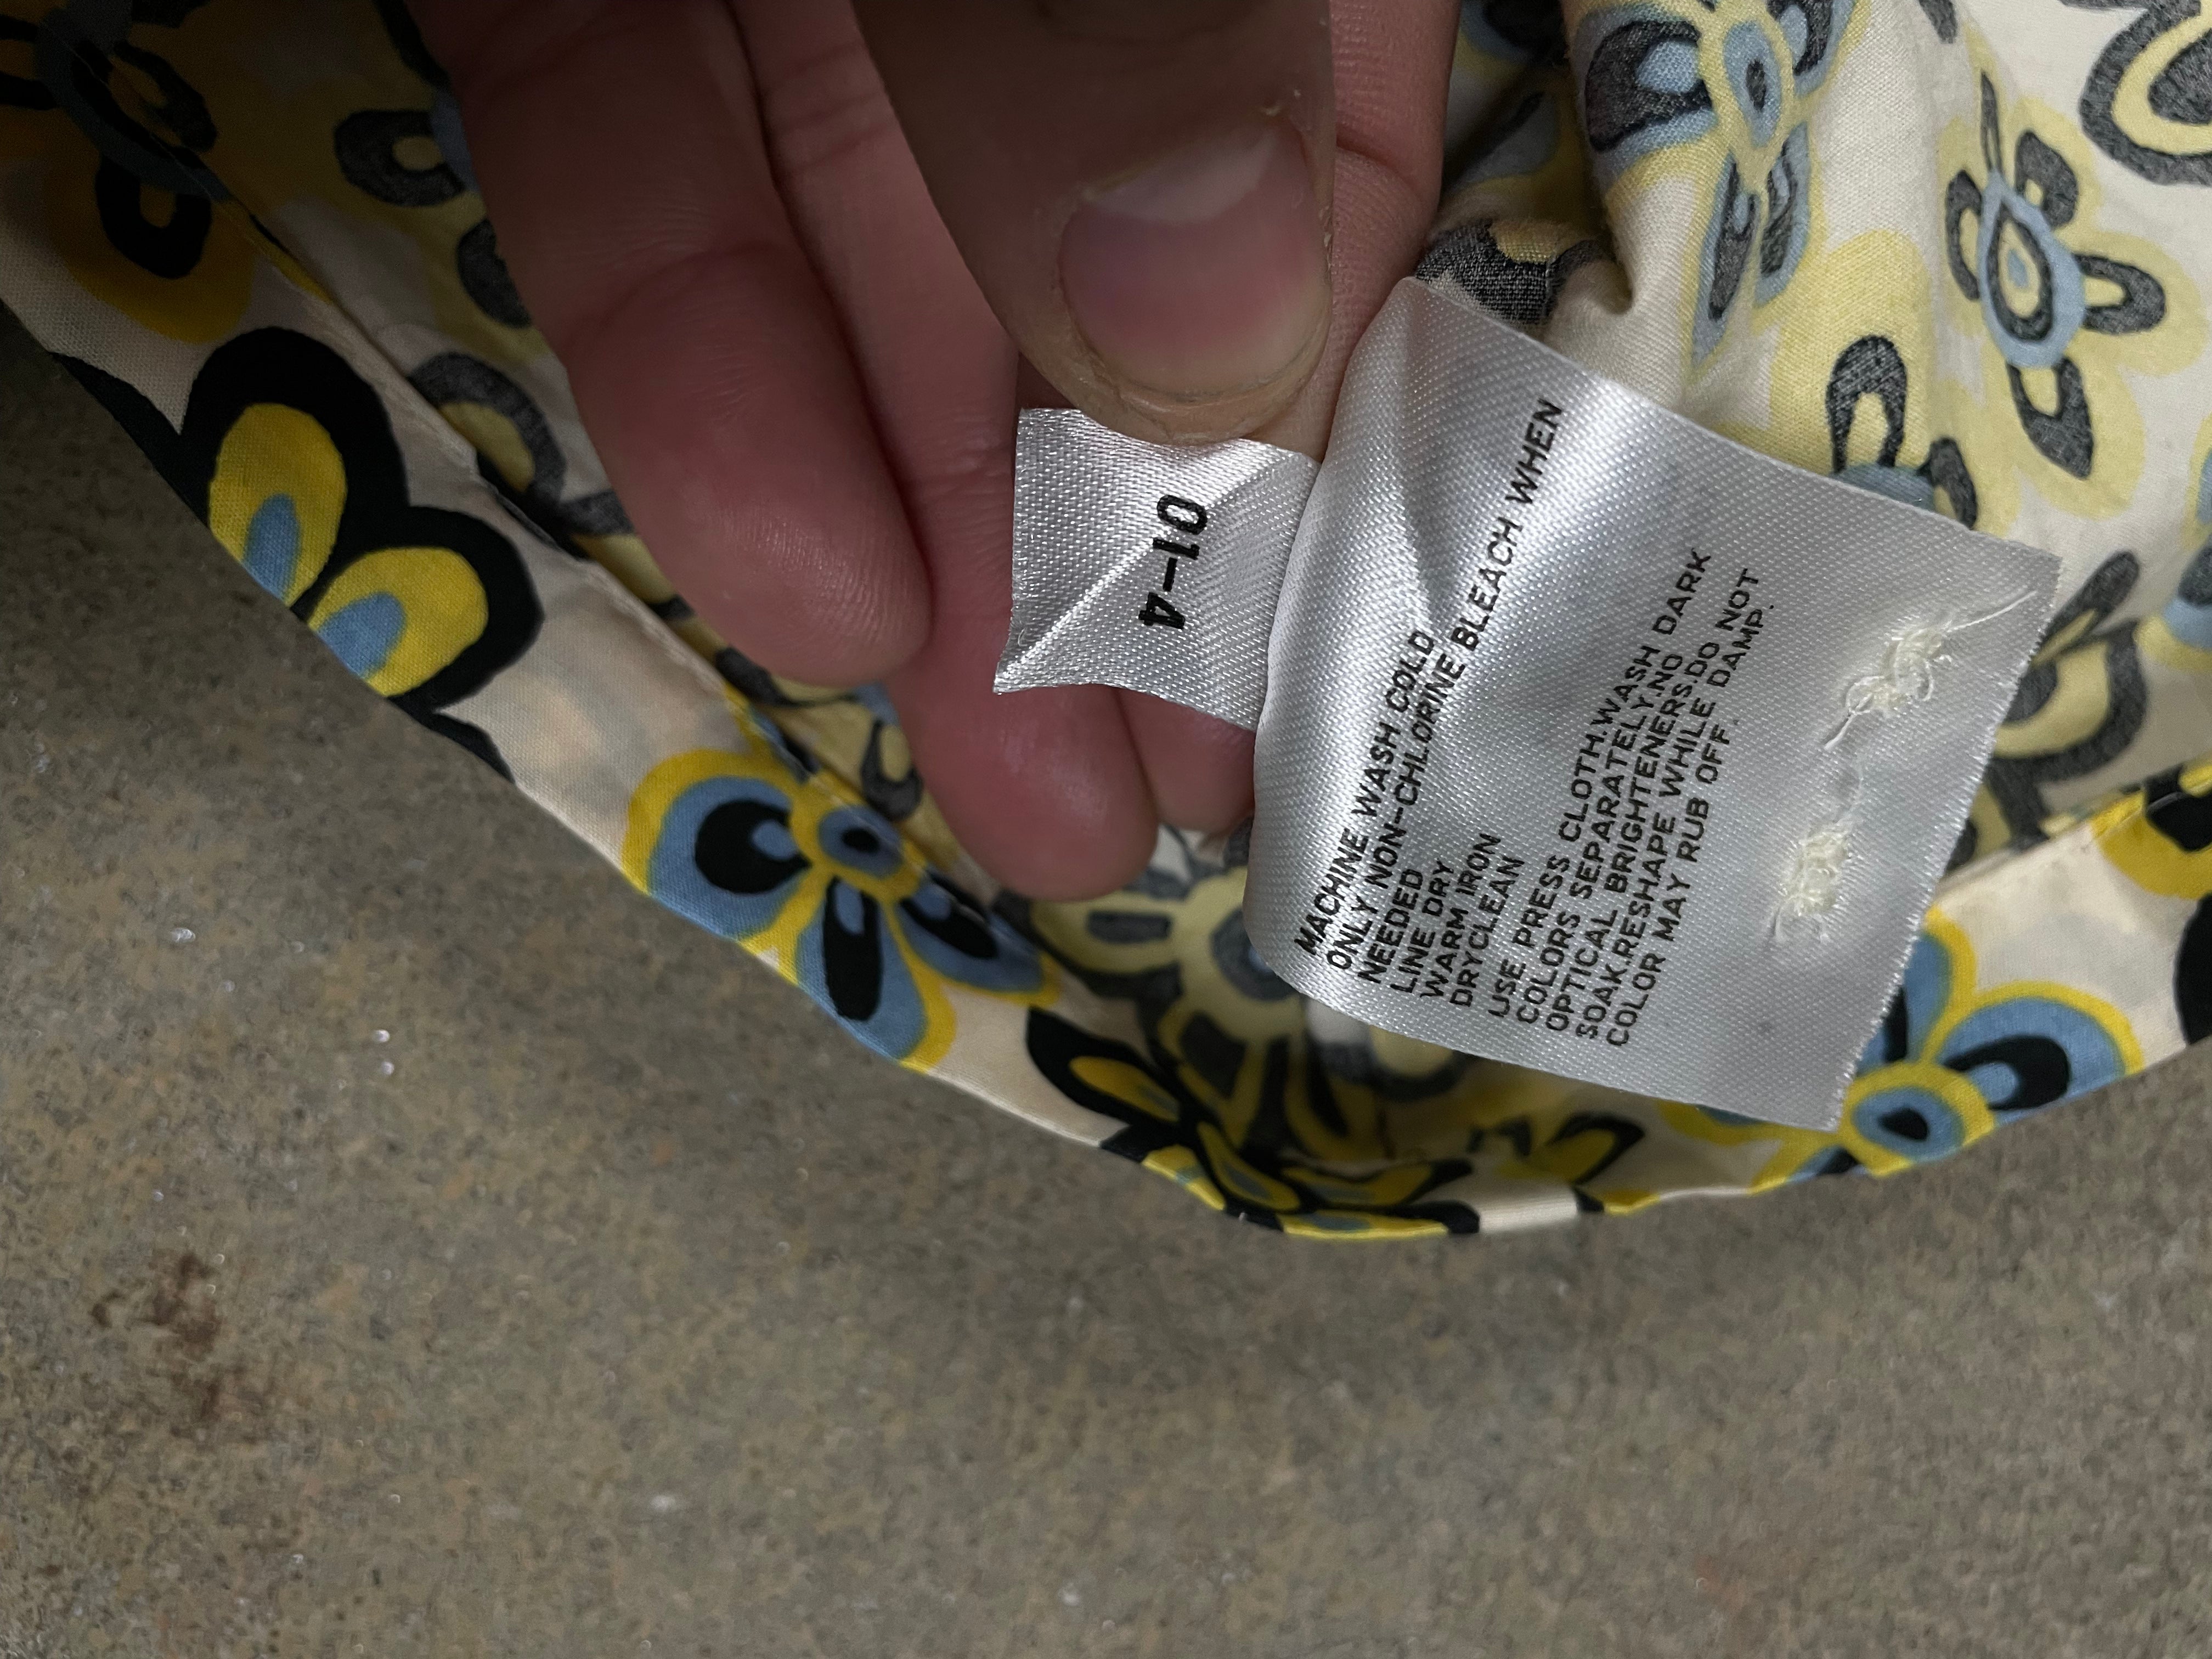 01-4
MACHINE WASH COLD
ONLY NON-CHLORINE BLEACH WHEN
NEEDED
LINE DRY
WARM IRON
DRYCLEAN
USE PRESS CLOTH.WASH DARK
COLORS SEPARATELY.NO
OPTICAL BRIGHTENERS.DO NOT
SOAK.RESHAPE WHILE DAMP.
COLOR MAY RUB OFF.